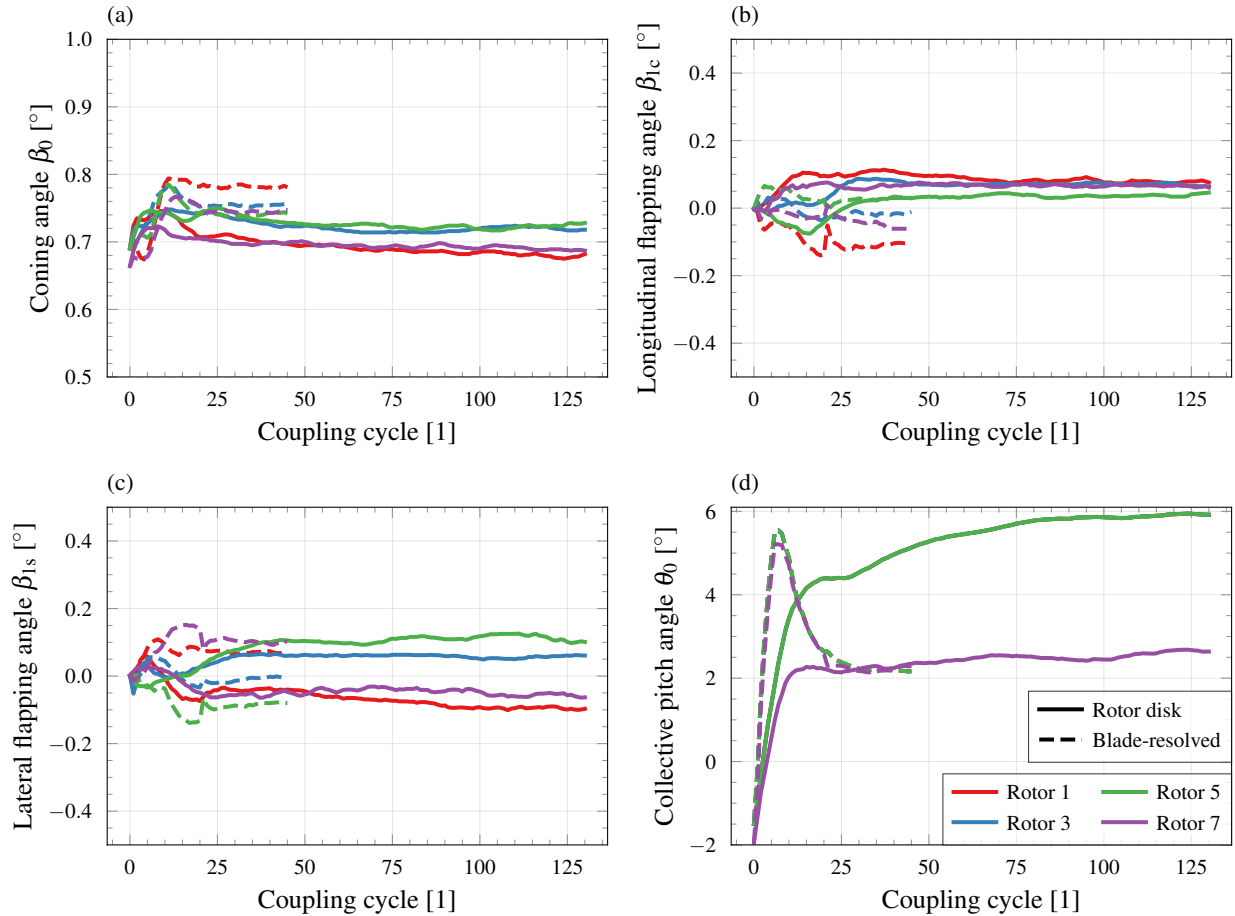 (a)
1.0
0.9
0.8
0.7
0.6
0.5
Coning angle β0 [°]
0 25 50 75 100 125
Coupling cycle [1]
(b)
0.4
0.2
0.0
−0.2
−0.4
Longitudinal flapping angle β1c [°]
0 25 50 75 100 125
Coupling cycle [1]
(c)
0.4
0.2
0.0
−0.2
−0.4
Lateral flapping angle β1s [°]
0 25 50 75 100 125
Coupling cycle [1]
(d)
6
4
2
0
−2
Collective pitch angle θ0 [°]
Rotor disk
Blade-resolved
Rotor 1 Rotor 5
Rotor 3 Rotor 7
0 25 50 75 100 125
Coupling cycle [1]